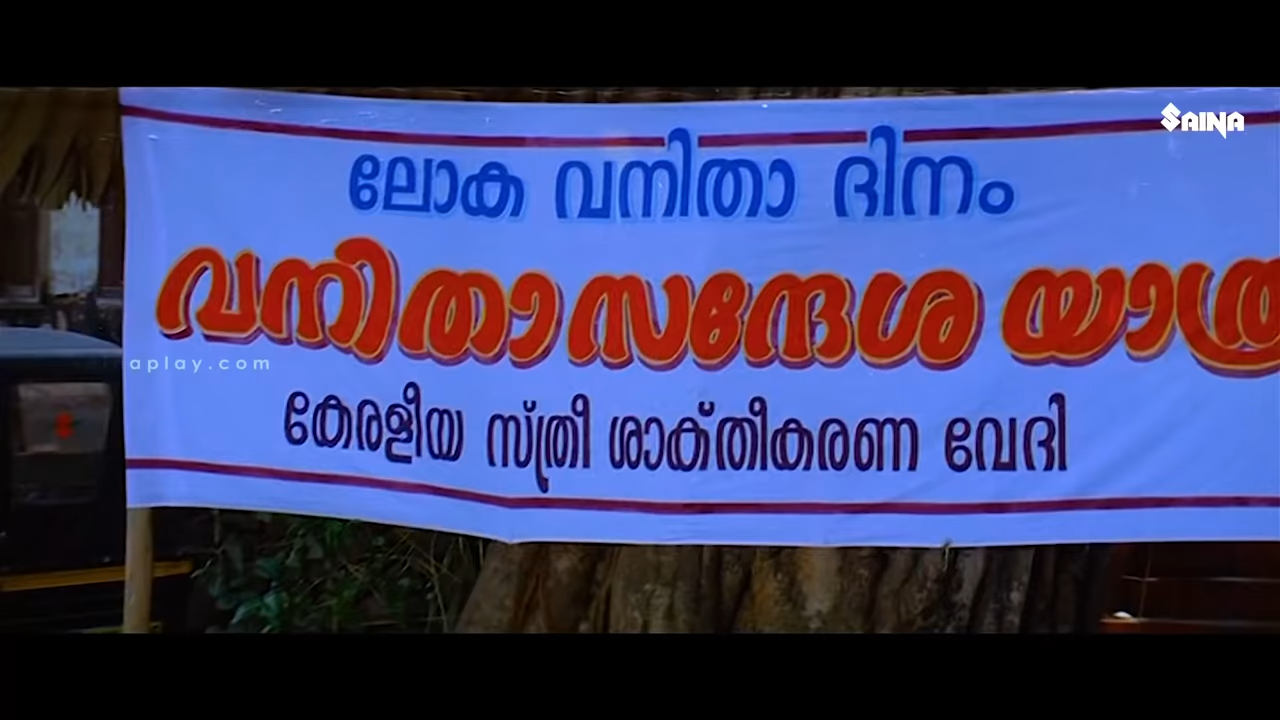 SAINA
ലോക വനിതാ ദിനം
വനിതാസന്ദേശ യാത്ര
aplay.com
കേരളീയ സ്ത്രീ ശാക്തീകരണ വേദി